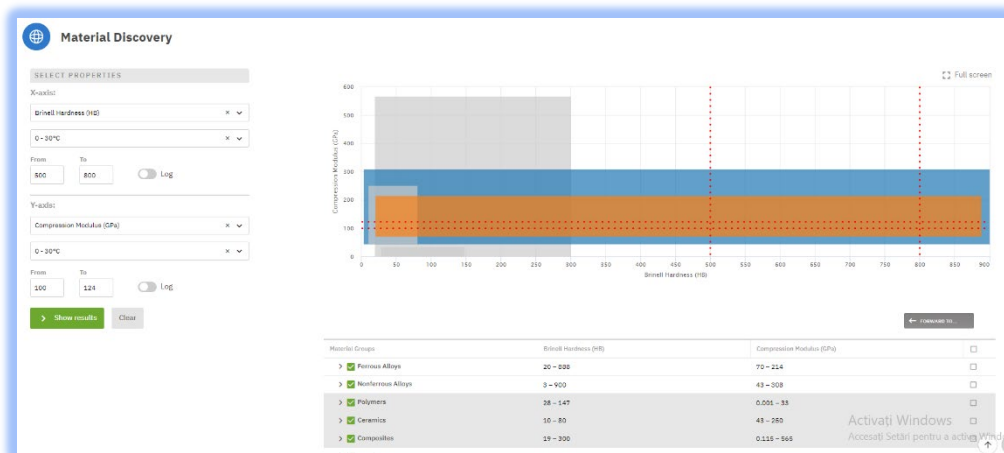 Material Discovery
SELECT PROPERTIES
X-axis:
Brinell Hardness (HB)
0 - 30°C
From To
500 800 Log
Y-axis:
Compression Modulus (GPa)
0 - 30°C
From To
100 124 Log
Show results Clear
Full screen
Compression Modulus (GPa)
600
500
400
300
200
100
0
0 50 100 150 200 250 300 350 400 450 500 550 600 650 700 750 800 850 900
Brinell Hardness (HB)
FORWARD TO...
Material Groups Brinell Hardness (HB) Compression Modulus (GPa)
Ferrous Alloys 20 – 888 70 – 214
Nonferrous Alloys 3 – 900 43 – 308
Polymers 28 – 147 0.001 – 33
Ceramics 10 – 80 43 – 250
Composites 19 – 300 0.115 – 565
Activați Windows
Accesați Setări pentru a activa Wind